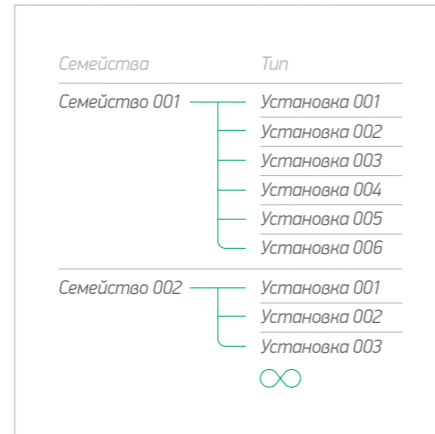 Семейства Тип
Семейство 001 Установка 001
Установка 002
Установка 003
Установка 004
Установка 005
Установка 006
Семейство 002 Установка 001
Установка 002
Установка 003
∞